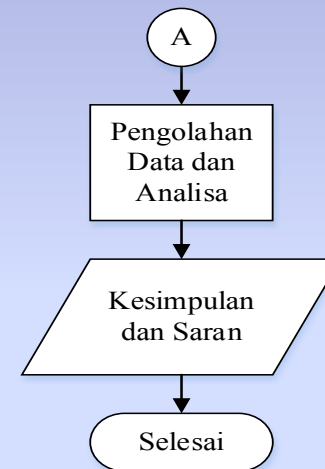 A
Pengolahan
Data dan
Analisa
Kesimpulan
dan Saran
Selesai